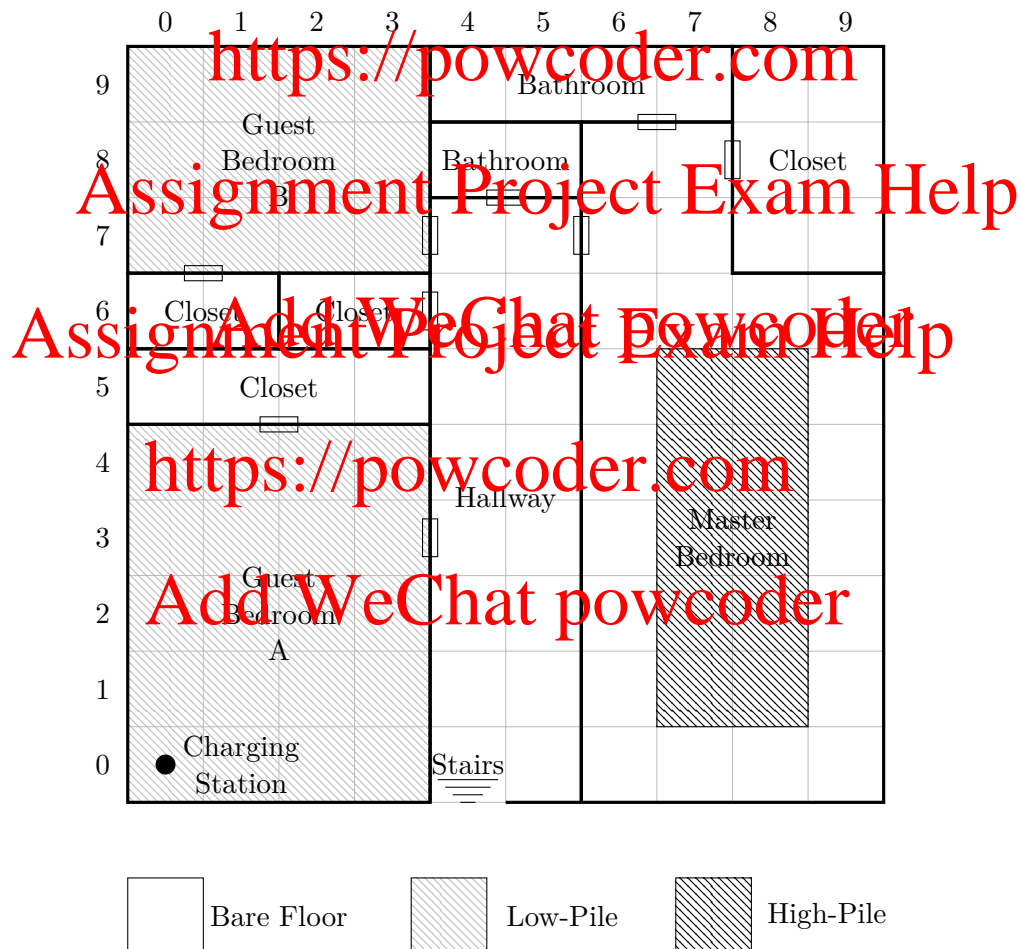 0 1 2 3 4 5 6 7 8 9
https://powcoder.com
9
Bathroom
Guest
Bedroom
B
8
Bathroom
Closet
Assignment Project Exam Help
7
6
Closet
Closet
Add WeChat powcoder
Assignment Project Exam Help
5
Closet
4
https://powcoder.com
Hallway
3
Master
Bedroom
Guest
Bedroom
A
2
Add WeChat powcoder
1
0
Charging
Station
Stairs
Bare Floor
Low-Pile
High-Pile